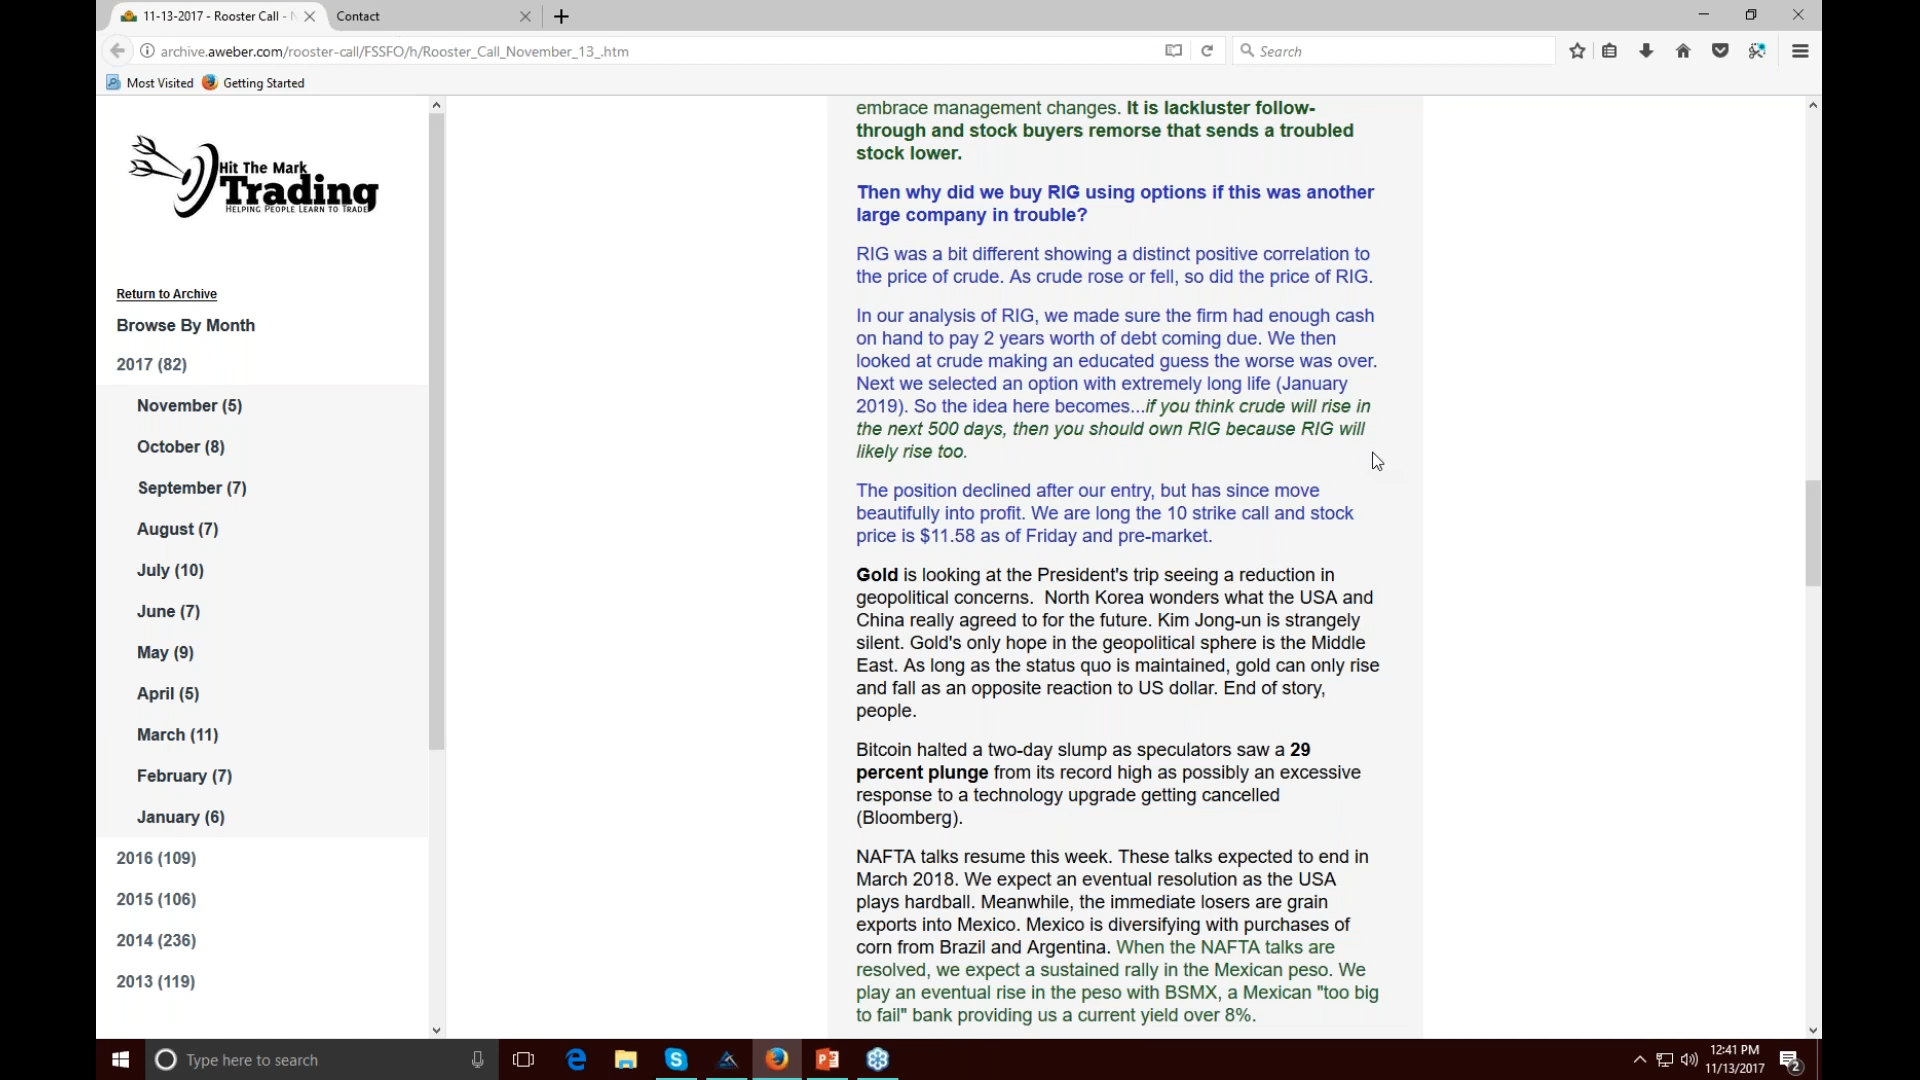 11-13-2017 - Rooster Call -
Contact
archive.aweber.com/rooster-call/FSSFO/h/Rooster_Call_November_13_.htm
Search
Most Visited
Getting Started
Hit The Mark
Trading
HELPING PEOPLE LEARN TO TRADE
Return to Archive
Browse By Month
2017 (82)
November (5)
October (8)
September (7)
August (7)
July (10)
June (7)
May (9)
April (5)
March (11)
February (7)
January (6)
2016 (109)
2015 (106)
2014 (236)
2013 (119)
embrace management changes. It is lackluster follow-
through and stock buyers remorse that sends a troubled
stock lower.
Then why did we buy RIG using options if this was another
large company in trouble?
RIG was a bit different showing a distinct positive correlation to
the price of crude. As crude rose or fell, so did the price of RIG.
In our analysis of RIG, we made sure the firm had enough cash
on hand to pay 2 years worth of debt coming due. We then
looked at crude making an educated guess the worse was over.
Next we selected an option with extremely long life (January
2019). So the idea here becomes...if you think crude will rise in
the next 500 days, then you should own RIG because RIG will
likely rise too.
The position declined after our entry, but has since move
beautifully into profit. We are long the 10 strike call and stock
price is $11.58 as of Friday and pre-market.
Gold is looking at the President's trip seeing a reduction in
geopolitical concerns. North Korea wonders what the USA and
China really agreed to for the future. Kim Jong-un is strangely
silent. Gold's only hope in the geopolitical sphere is the Middle
East. As long as the status quo is maintained, gold can only rise
and fall as an opposite reaction to US dollar. End of story,
people.
Bitcoin halted a two-day slump as speculators saw a 29
percent plunge from its record high as possibly an excessive
response to a technology upgrade getting cancelled
(Bloomberg).
NAFTA talks resume this week. These talks expected to end in
March 2018. We expect an eventual resolution as the USA
plays hardball. Meanwhile, the immediate losers are grain
exports into Mexico. Mexico is diversifying with purchases of
corn from Brazil and Argentina. When the NAFTA talks are
resolved, we expect a sustained rally in the Mexican peso. We
play an eventual rise in the peso with BSMX, a Mexican "too big
to fail" bank providing us a current yield over 8%.
Type here to search
12:41 PM
11/13/2017
2